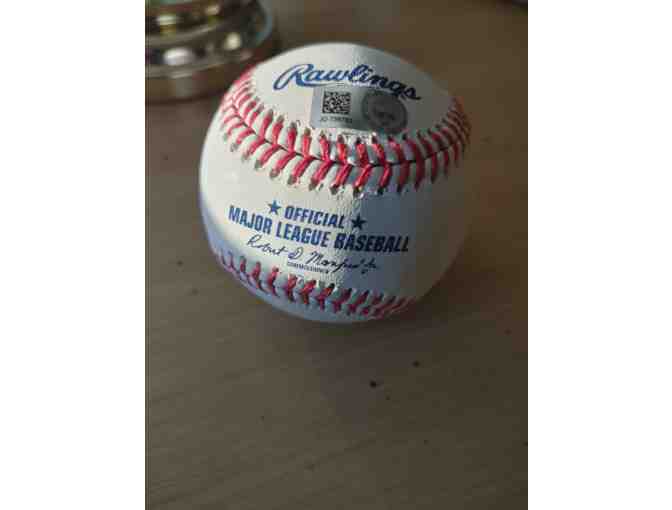 Rawlings
★ OFFICIAL ★
MAJOR LEAGUE BASEBALL
Robert D. Manfred Jr.
COMMISSIONER